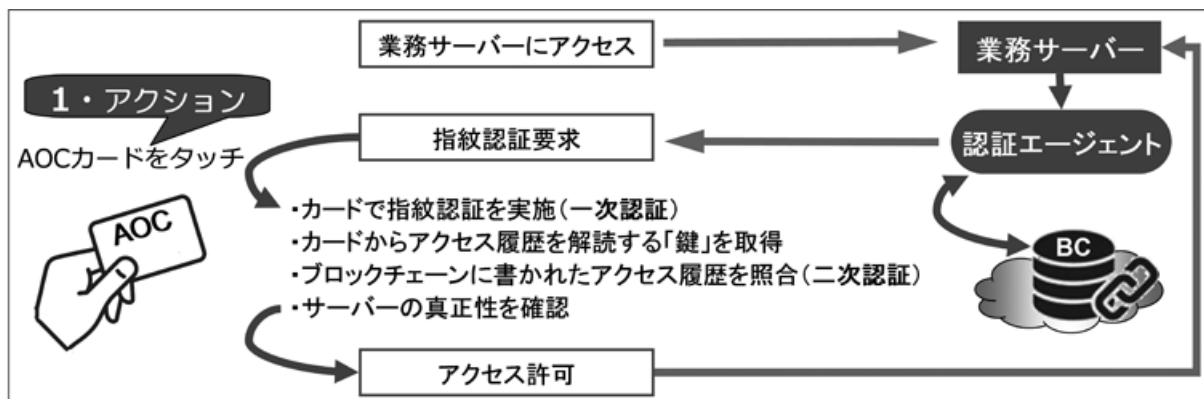 業務サーバーにアクセス
業務サーバー
1・アクション
AOCカードをタッチ
指紋認証要求
認証エージェント
AOC
・カードで指紋認証を実施(一次認証)
・カードからアクセス履歴を解読する「鍵」を取得
・ブロックチェーンに書かれたアクセス履歴を照合(二次認証)
・サーバーの真正性を確認
BC
アクセス許可